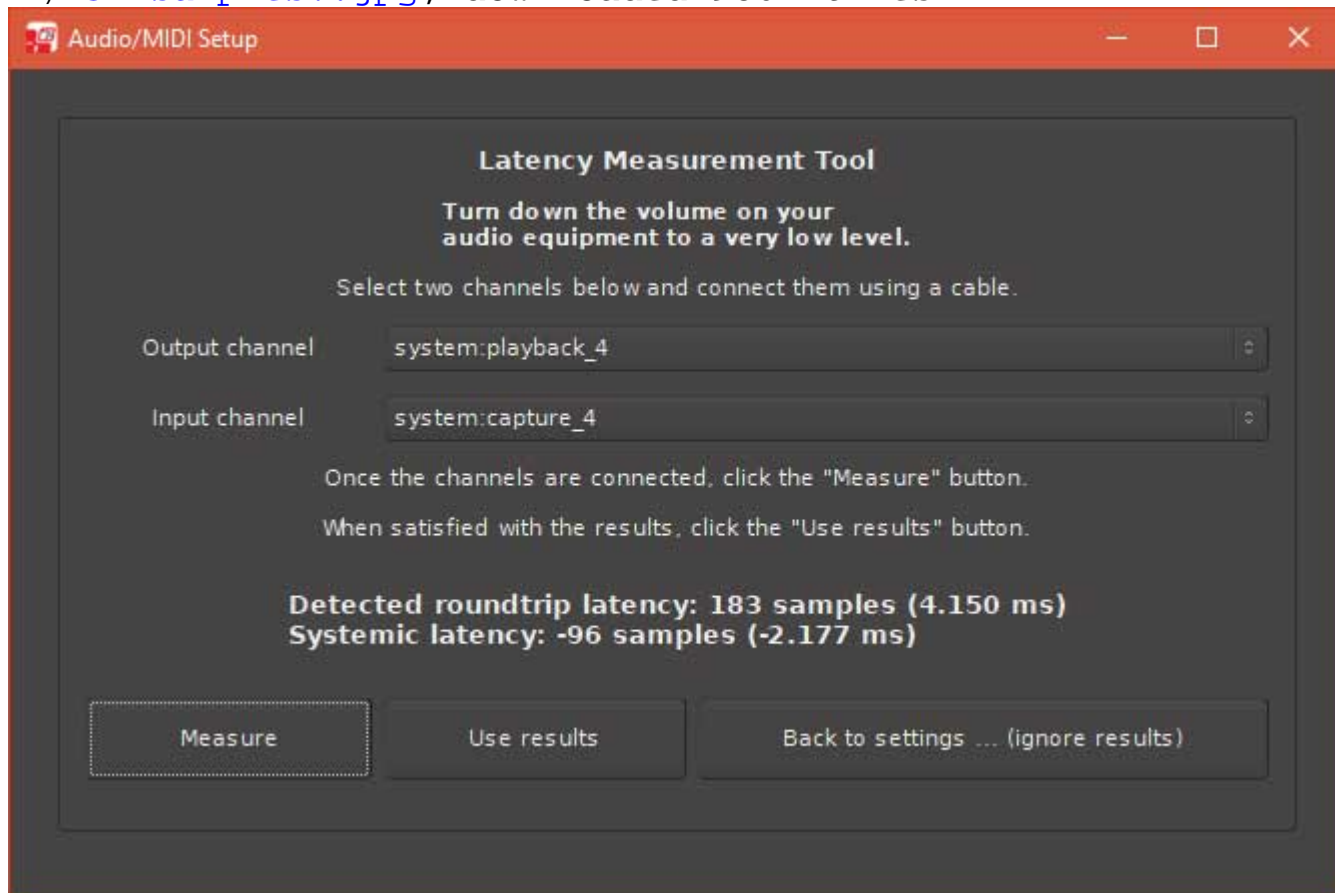 Audio/MIDI Setup
Latency Measurement Tool
Turn down the volume on your
audio equipment to a very low level.
Select two channels below and connect them using a cable.
Output channel system:playback_4
Input channel system:capture_4
Once the channels are connected, click the "Measure" button.
When satisfied with the results, click the "Use results" button.
Detected roundtrip latency: 183 samples (4.150 ms)
Systemic latency: -96 samples (-2.177 ms)
Measure Use results Back to settings ... (ignore results)